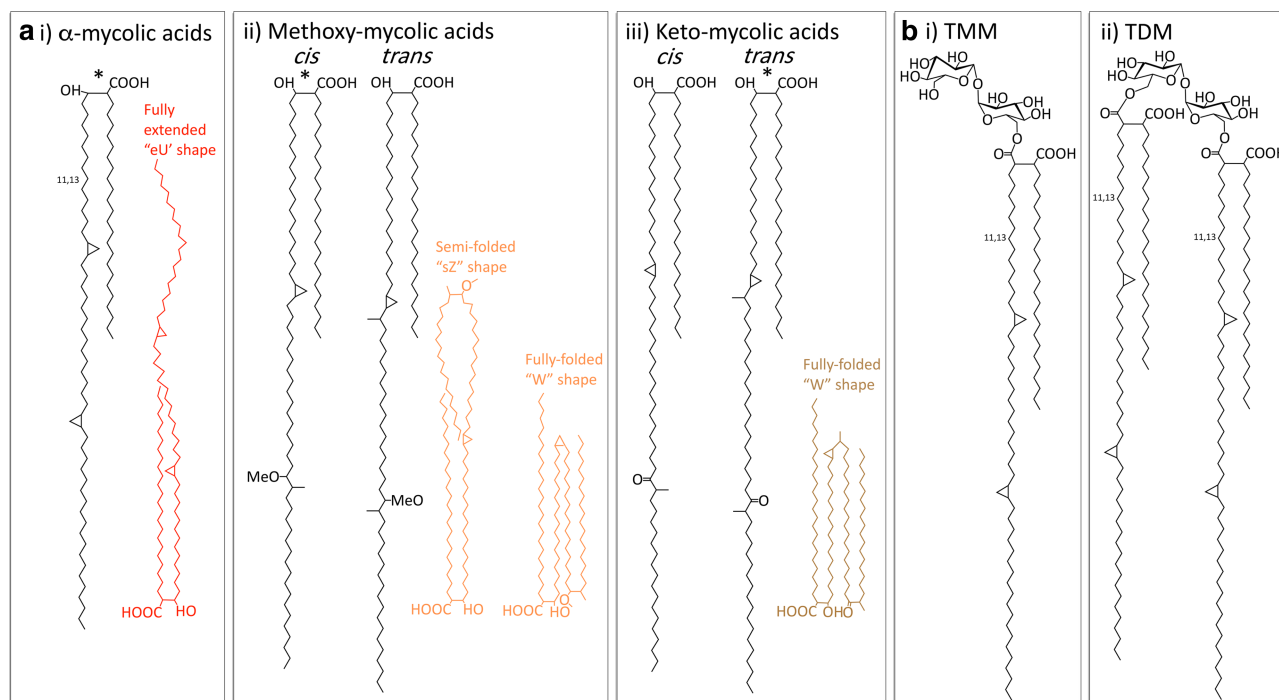 a i) α-mycolic acids
*
OH
COOH
Fully
extended
"eU' shape
11,13
HOOC HO
ii) Methoxy-mycolic acids
cis trans
*
OH COOH OH COOH
MeO
MeO
Semi-folded
"sZ" shape
O
HOOC HO
Fully-folded
"W" shape
O
HOOC HO
iii) Keto-mycolic acids
cis trans
*
OH COOH OH COOH
O
O
Fully-folded
"W" shape
HOOC OHO
b i) TMM
HO HO
HO
HO O
HO O
HO HO
O OH
O
O COOH
11,13
ii) TDM
HO HO
HO
O O
O
O COOH
HO HO
O OH
O
O COOH
11,13
11,13